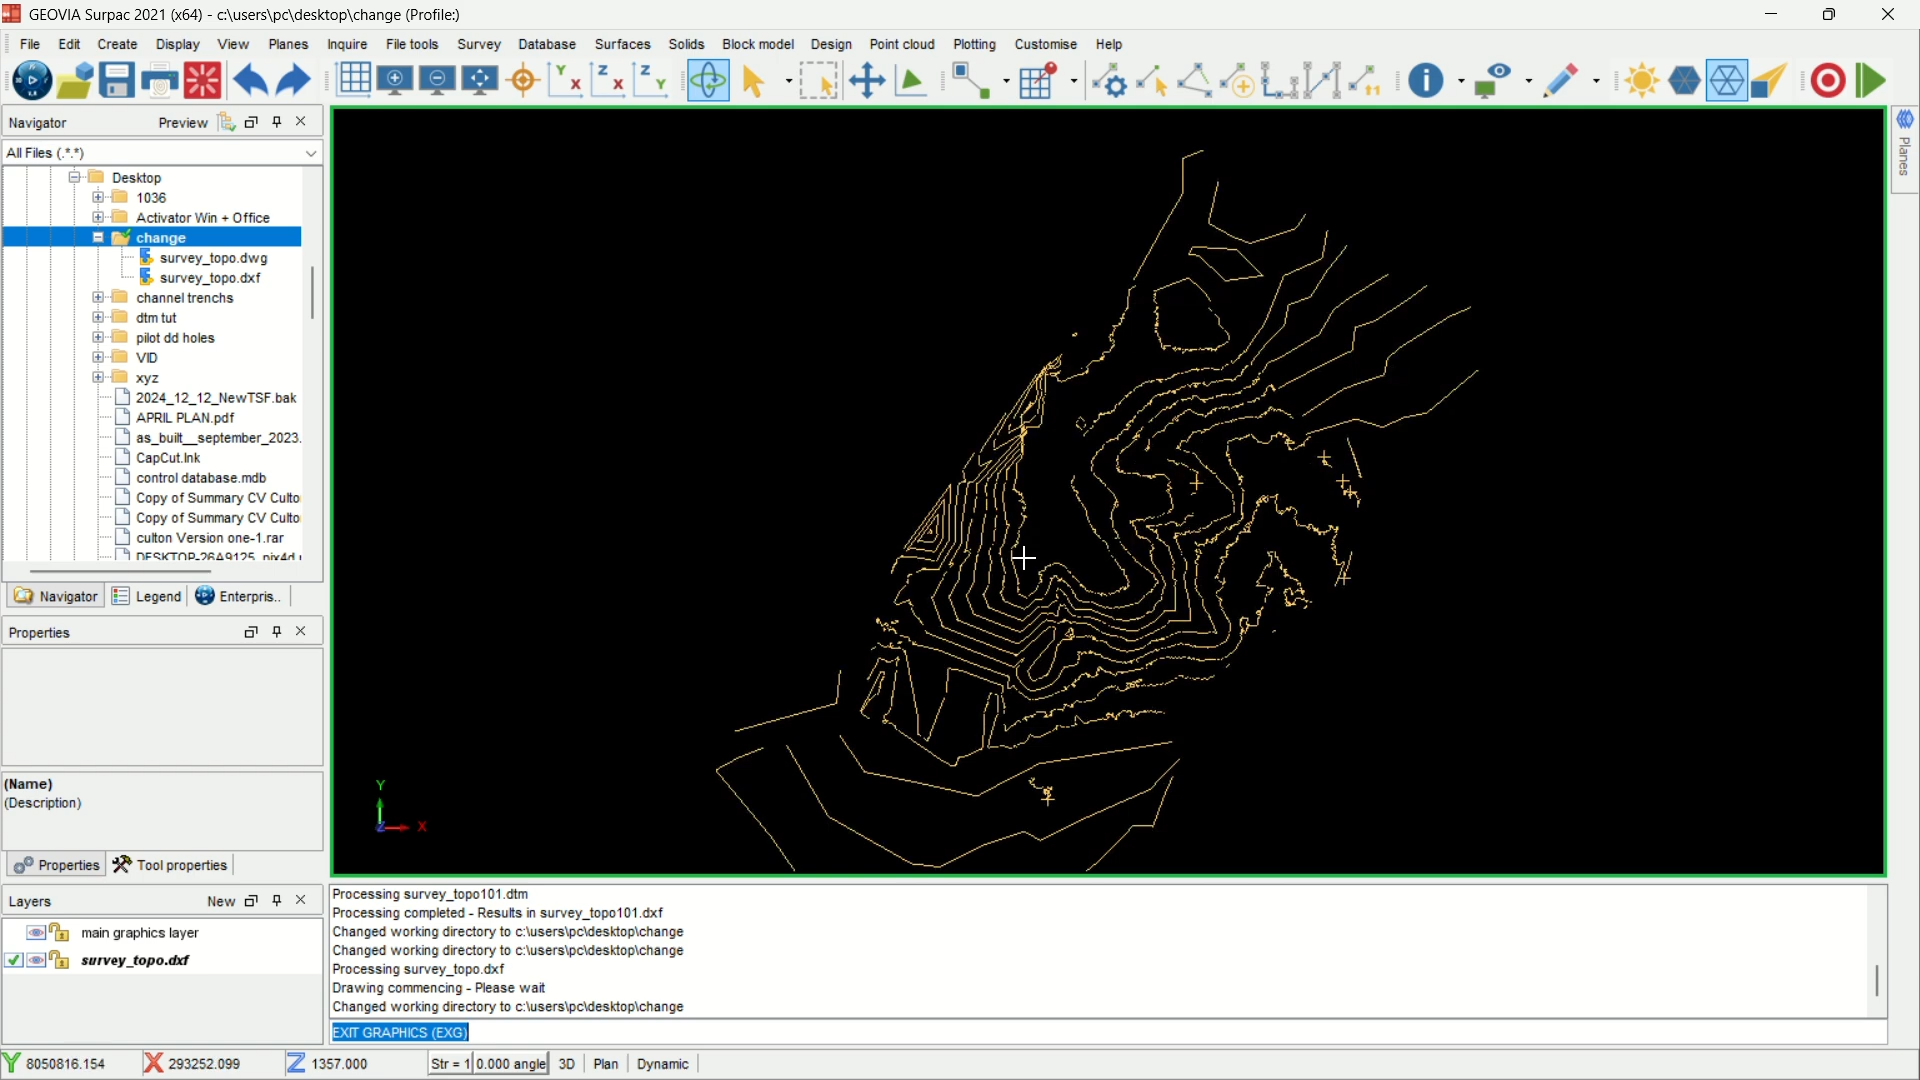 GEOVIA Surpac 2021 (x64) - c:\users\pc\desktop\change (Profile:)
File Edit Create Display View Planes Inquire File tools Survey Database Surfaces Solids Block model Design Point cloud Plotting Customise Help
Navigator Preview
All Files (*.*)
Desktop
1036
Activator Win + Office
change
survey_topo.dwg
survey_topo.dxf
channel trenchs
dtm tut
pilot dd holes
VID
xyz
2024_12_12_NewTSF.bak
APRIL PLAN.pdf
as_built__september_2023.
CapCut.lnk
control database.mdb
Copy of Summary CV Culto
Copy of Summary CV Culto
culton Version one-1.rar
DESKTOP-26A9125_pix4d
Navigator Legend Enterpris..
Properties
(Name)
(Description)
Properties Tool properties
Layers New
main graphics layer
survey_topo.dxf
Planes
Y
Z X
Processing survey_topo101.dtm
Processing completed - Results in survey_topo101.dxf
Changed working directory to c:\users\pc\desktop\change
Changed working directory to c:\users\pc\desktop\change
Processing survey_topo.dxf
Drawing commencing - Please wait
Changed working directory to c:\users\pc\desktop\change
EXIT GRAPHICS (EXG)
Y 8050816.154 X 293252.099 Z 1357.000 Str = 1 0.000 angle 3D Plan Dynamic